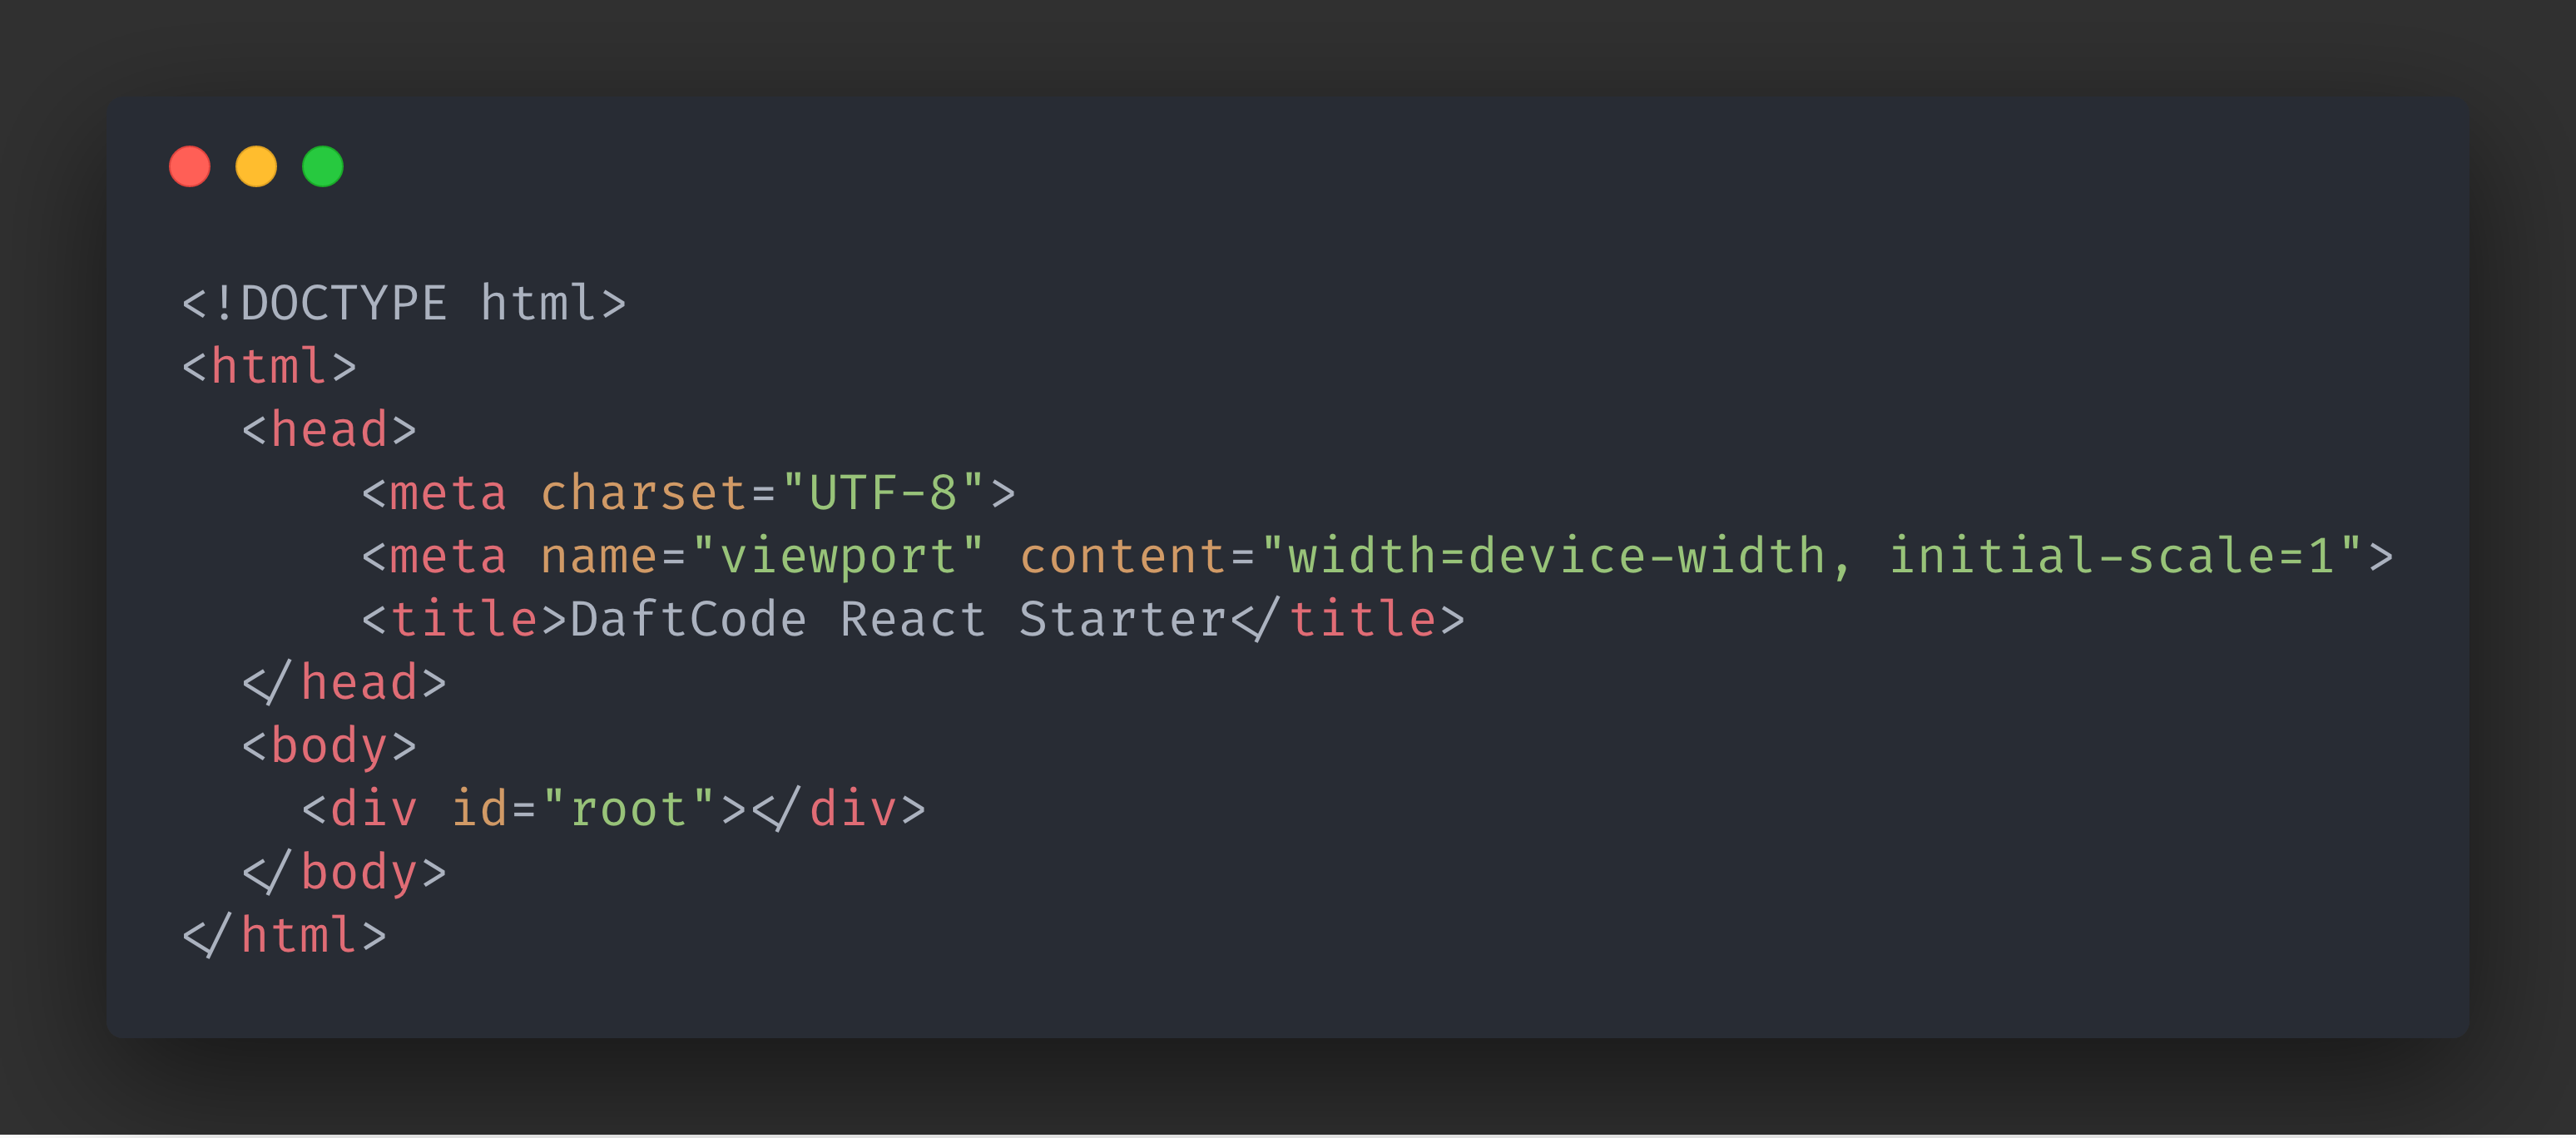 <!DOCTYPE html>
<html>
  <head>
      <meta charset="UTF-8">
      <meta name="viewport" content="width=device-width, initial-scale=1">
      <title>DaftCode React Starter</title>
  </head>
  <body>
    <div id="root"></div>
  </body>
</html>